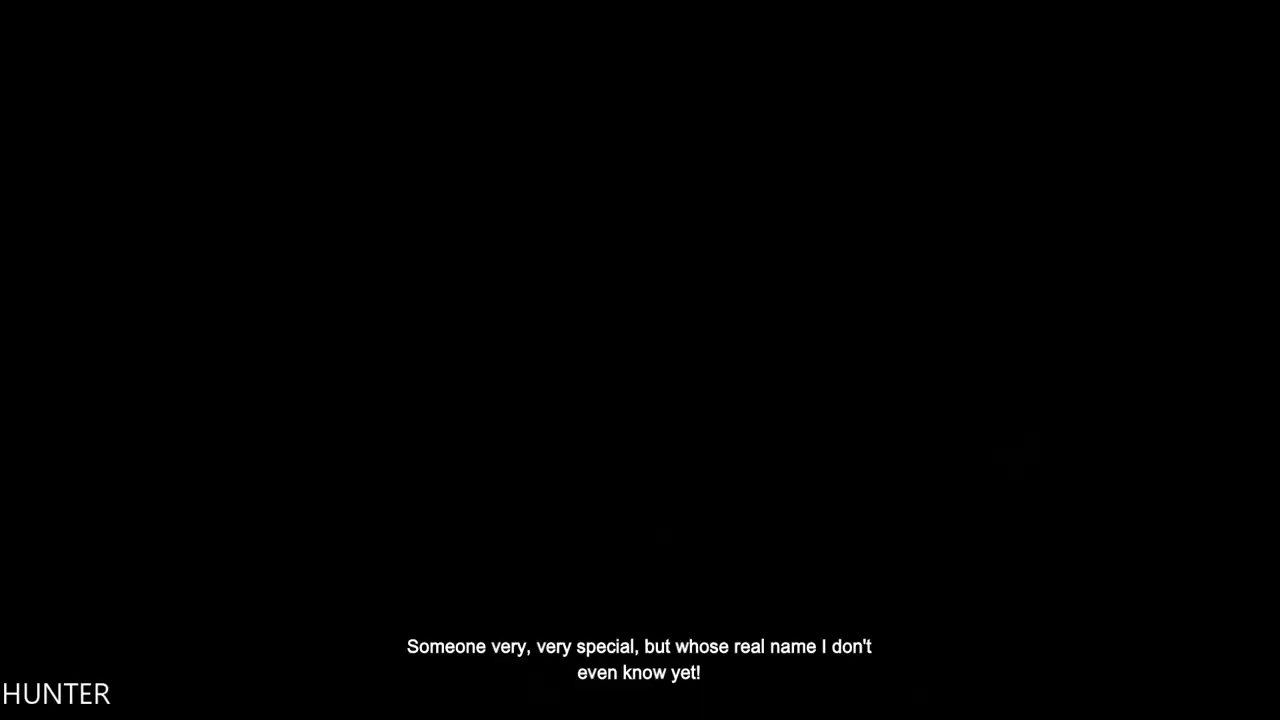 Someone very, very special, but whose real name I don't
even know yet!
HUNTER